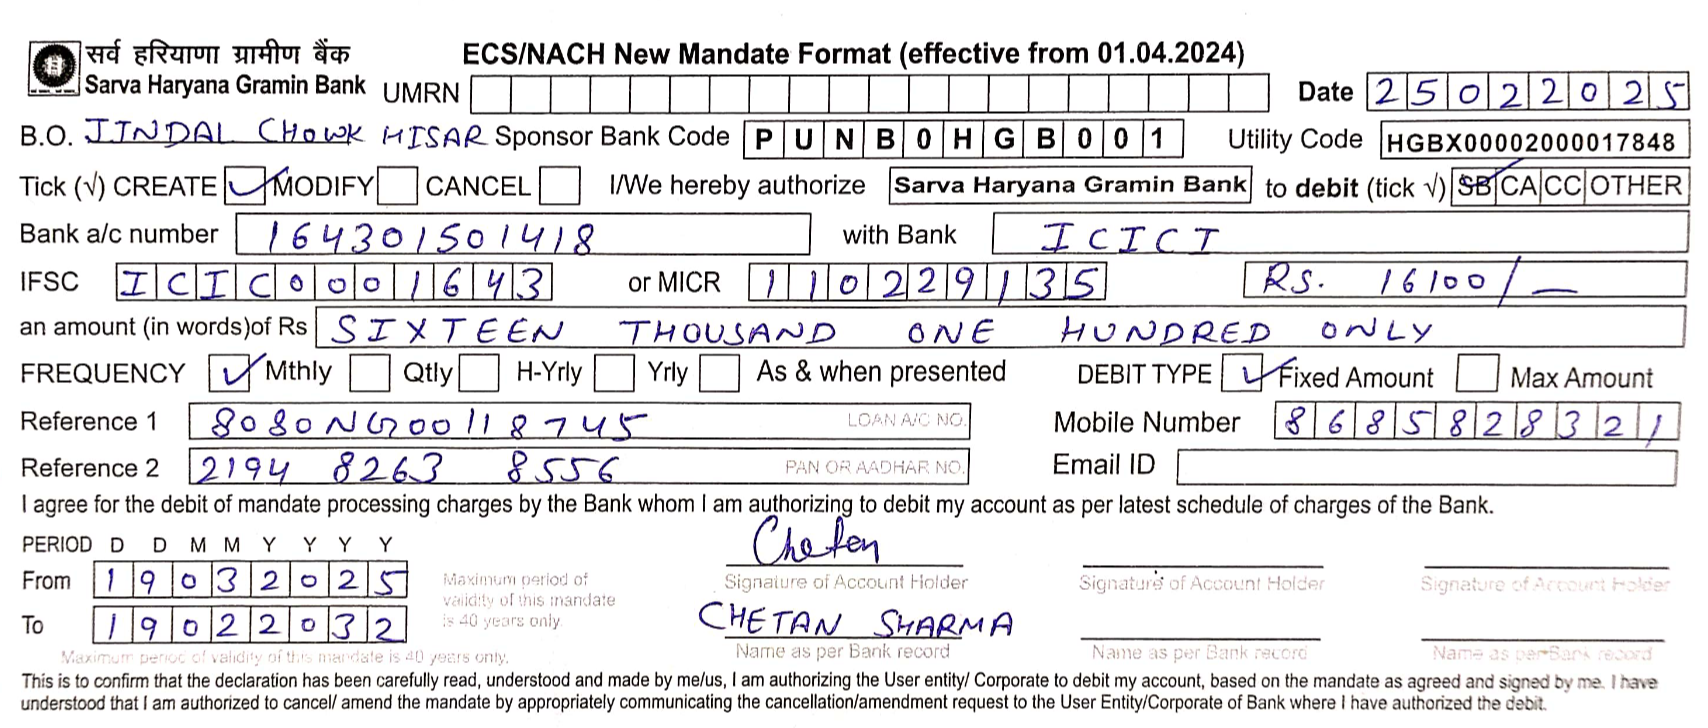 सर्व हरियाणा ग्रामीण बैंक
Sarva Haryana Gramin Bank
ECS/NACH New Mandate Format (effective from 01.04.2024)
UMRN Date 25022025
B.O. JINDAL CHOWK HISAR Sponsor Bank Code PUNB0HGB001 Utility Code HGBX00002000017848
Tick (√) CREATE ✓ MODIFY CANCEL I/We hereby authorize Sarva Haryana Gramin Bank to debit (tick √) SB CA CC OTHER
Bank a/c number 164301501418 with Bank ICICI
IFSC ICIC0001643 or MICR 110229135 RS. 16100/—
an amount (in words)of Rs SIXTEEN THOUSAND ONE HUNDRED ONLY
FREQUENCY ✓ Mthly Qtly H-Yrly Yrly As & when presented DEBIT TYPE ✓ Fixed Amount Max Amount
Reference 1 8080NG00118745 LOAN A/C NO. Mobile Number 8685828321
Reference 2 2194 8263 8556 PAN OR AADHAR NO. Email ID
I agree for the debit of mandate processing charges by the Bank whom I am authorizing to debit my account as per latest schedule of charges of the Bank.
PERIOD D D M M Y Y Y Y
From 19032025
To 19022032
Maximum period of
validity of this mandate
is 40 years only.
Maximum period of validity of this mandate is 40 years only.
Chetan
Signature of Account Holder Signature of Account Holder Signature of Account Holder
CHETAN SHARMA
Name as per Bank record Name as per Bank record Name as per Bank record
This is to confirm that the declaration has been carefully read, understood and made by me/us, I am authorizing the User entity/ Corporate to debit my account, based on the mandate as agreed and signed by me. I have
understood that I am authorized to cancel/ amend the mandate by appropriately communicating the cancellation/amendment request to the User Entity/Corporate of Bank where I have authorized the debit.